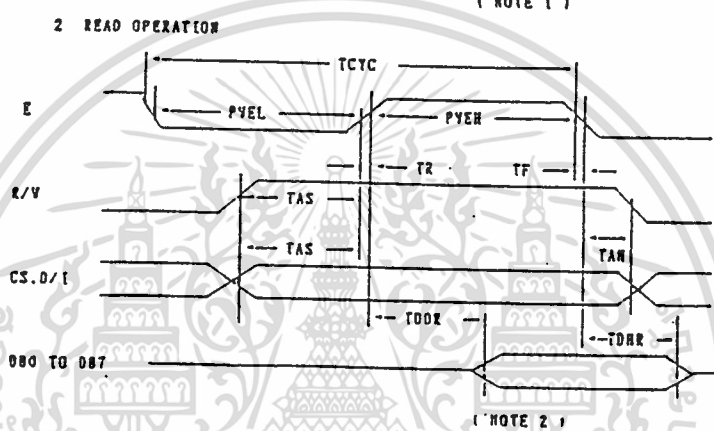 ( NOTE 1 )
2 READ OPERATION
TCYC
E
PWEL
PWEH
TR
TF
R/W
TAS
TAS
TAH
CS.D/I
TDDR
TDHR
DB0 TO DB7
( NOTE 2 )